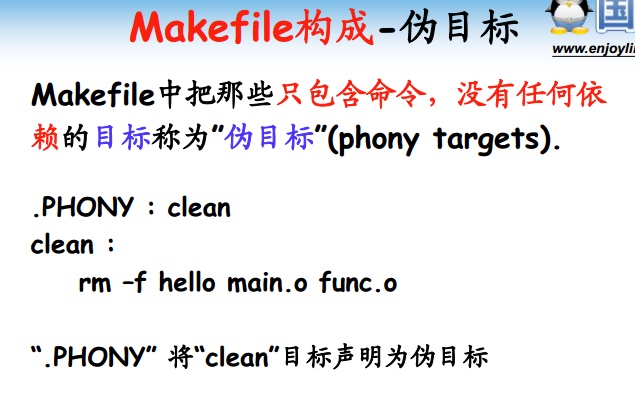 Makefile构成-伪目标
国
www.enjoyli
Makefile中把那些只包含命令，没有任何依
赖的目标称为”伪目标”(phony targets).
.PHONY : clean
clean :
rm –f hello main.o func.o
“.PHONY” 将“clean”目标声明为伪目标